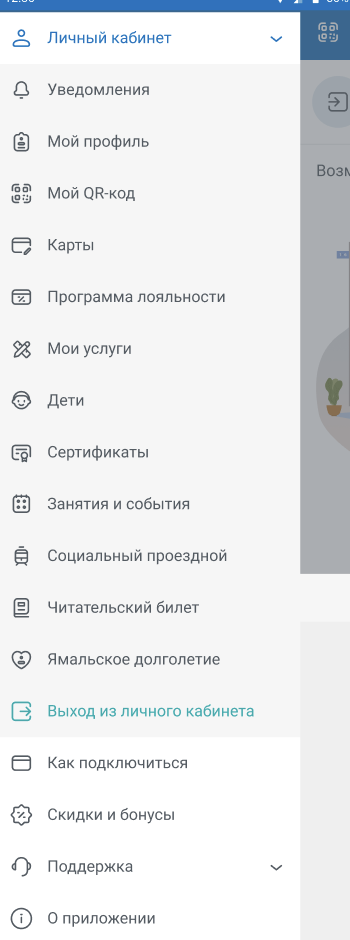 Личный кабинет
Уведомления
Мой профиль
Мой QR-код
Возм
Карты
Программа лояльности
Мои услуги
Дети
Сертификаты
Занятия и события
Социальный проездной
Читательский билет
Ямальское долголетие
Выход из личного кабинета
Как подключиться
Скидки и бонусы
Поддержка
О приложении